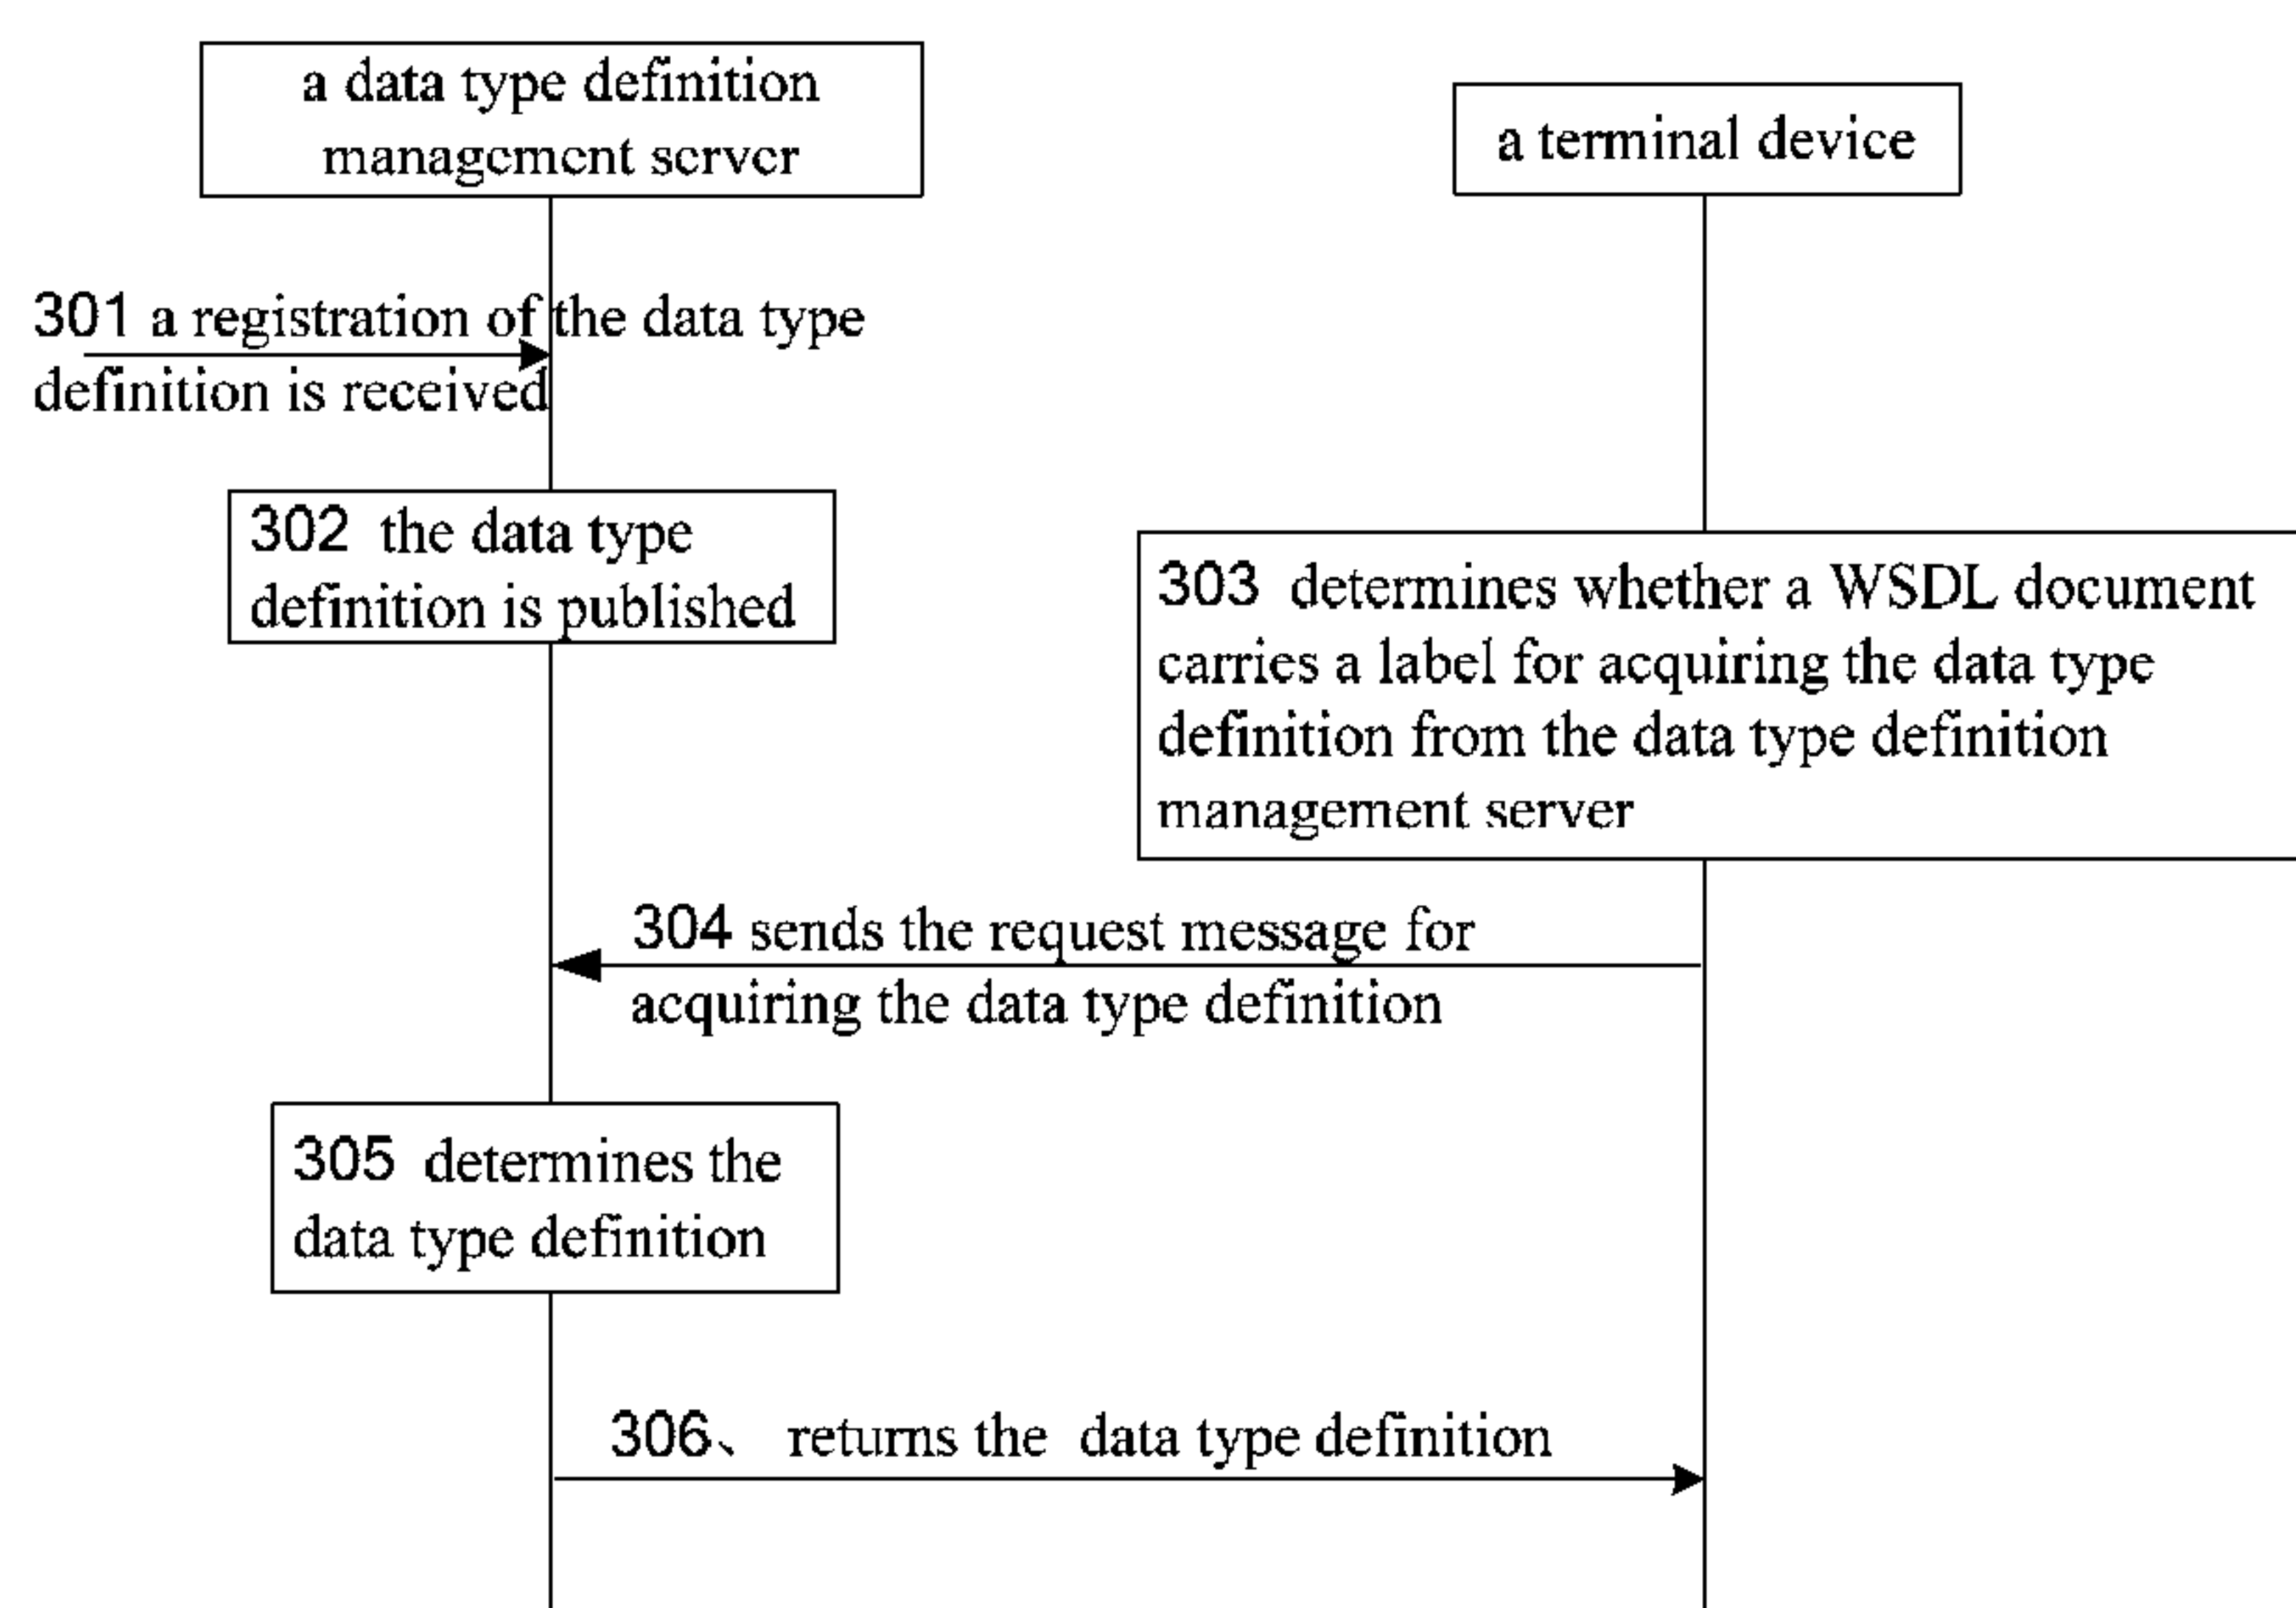 a data type definition
management server
a terminal device
301 a registration of the data type
definition is received
302 the data type
definition is published
303 determines whether a WSDL document
carries a label for acquiring the data type
definition from the data type definition
management server
304 sends the request message for
acquiring the data type definition
305 determines the
data type definition
306、 returns the data type definition